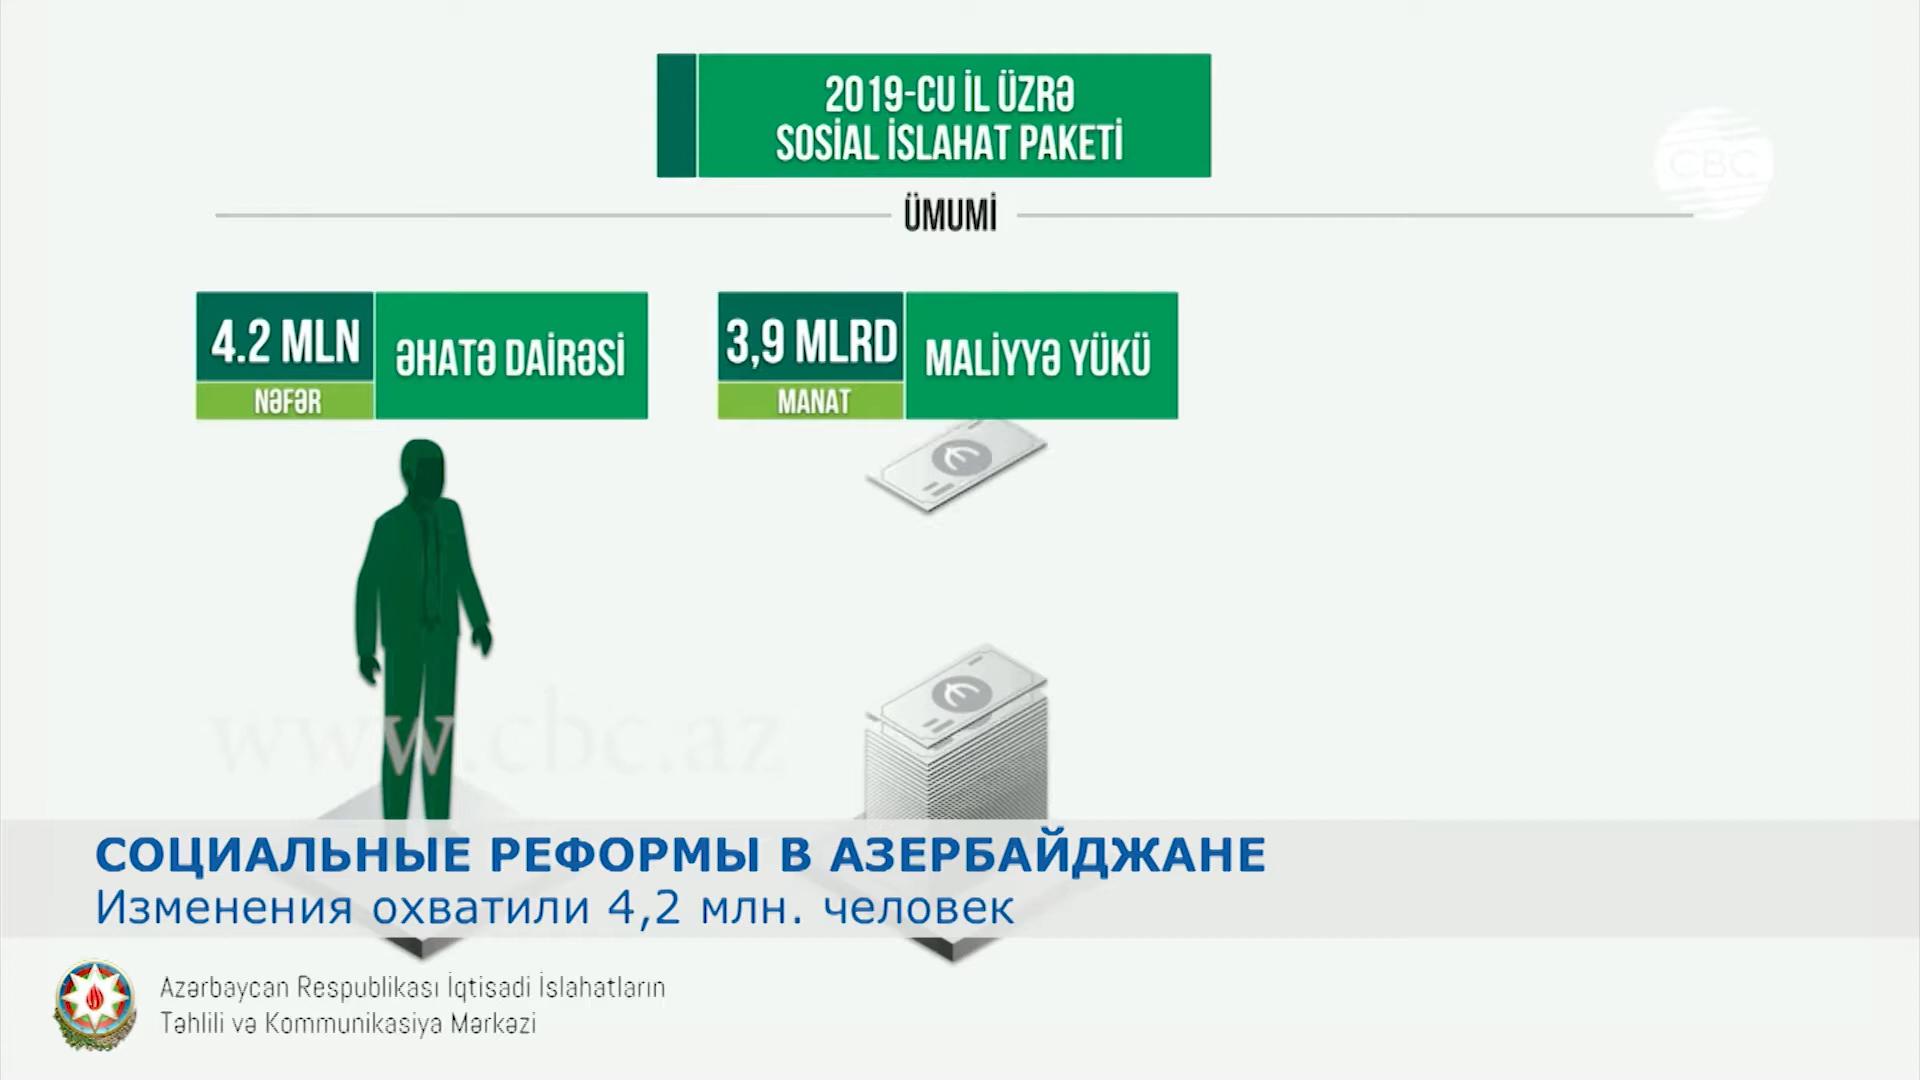 2019-CU İL ÜZRƏ
SOSİAL İSLAHAT PAKETİ
CBC
ÜMUMİ
4.2 MLN
NƏFƏR
ƏHATƏ DAİRƏSİ
3,9 MLRD
MANAT
MALİYYƏ YÜKÜ
www.cbc.az
СОЦИАЛЬНЫЕ РЕФОРМЫ В АЗЕРБАЙДЖАНЕ
Изменения охватили 4,2 млн. человек
Azərbaycan Respublikası İqtisadi İslahatların
Təhlili və Kommunikasiya Mərkəzi